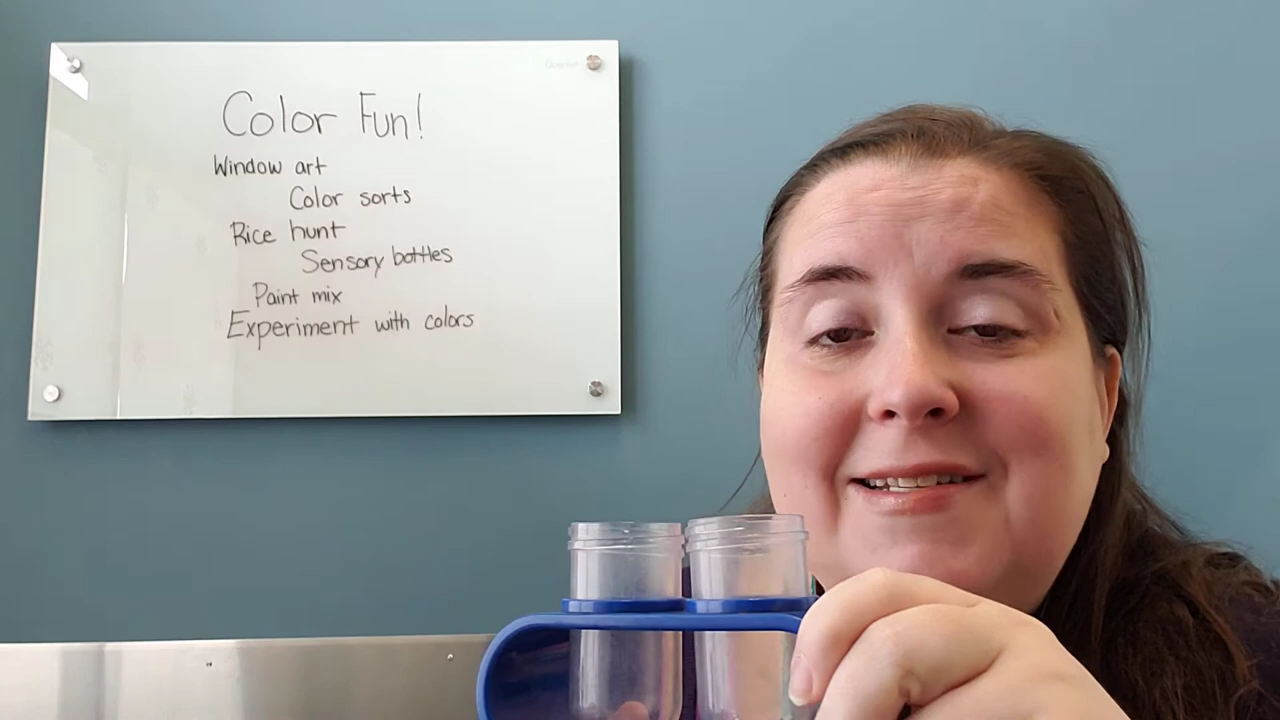 Color Fun!
Window art
Color sorts
Rice hunt
Sensory bottles
Paint mix
Experiment with colors